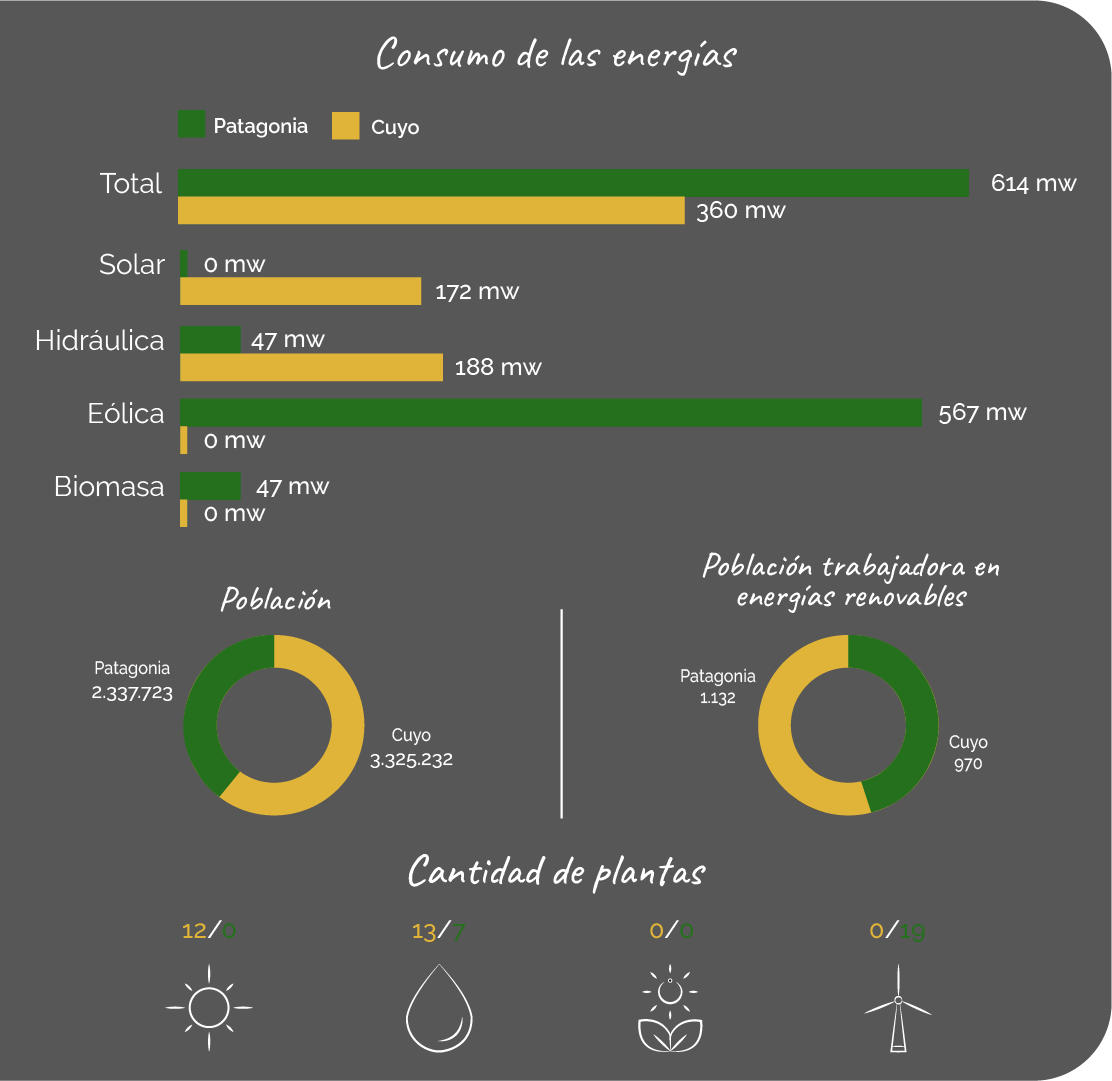 Consumo de las energías
Patagonia
Cuyo
Total
614 mw
360 mw
Solar
0 mw
172 mw
Hidráulica
47 mw
188 mw
Eólica
567 mw
0 mw
Biomasa
47 mw
0 mw
Población
Patagonia
2.337.723
Cuyo
3.325.232
Población trabajadora en
energías renovables
Patagonia
1.132
Cuyo
970
Cantidad de plantas
12/0
13/7
0/0
0/19